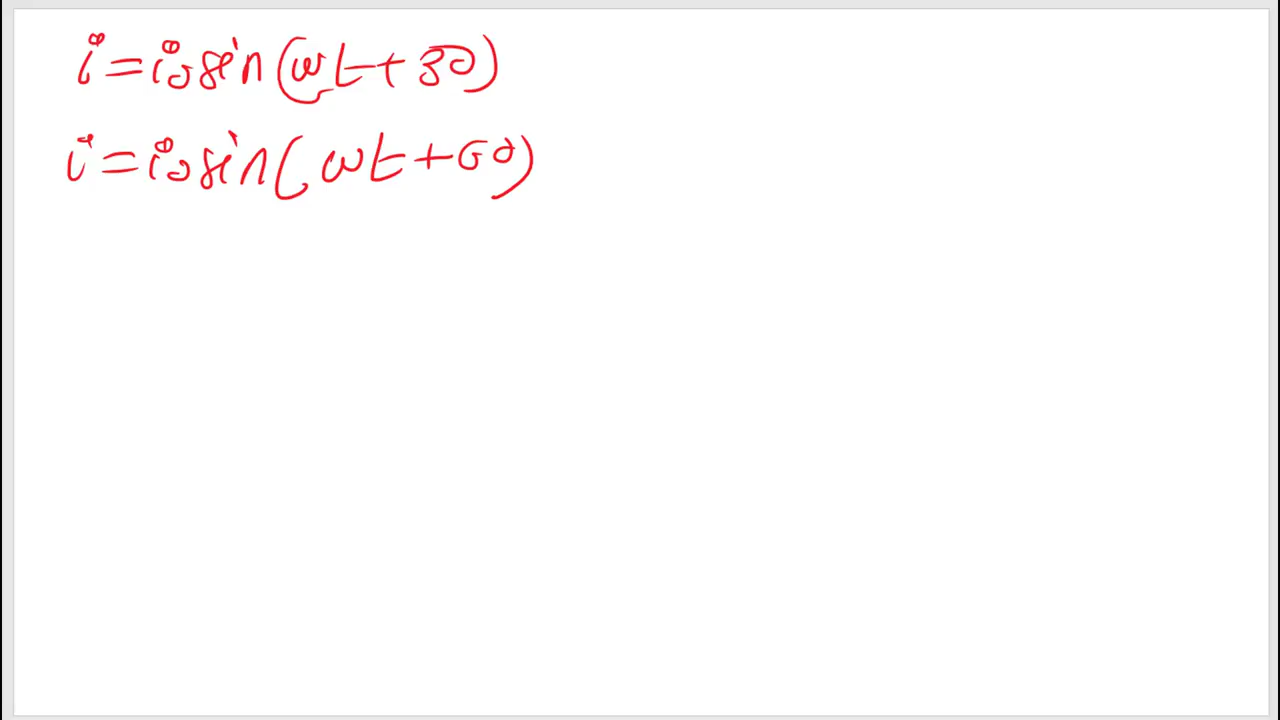 i = i₀ sin(ωt + 30)
i = i₀ sin(ωt + 60)